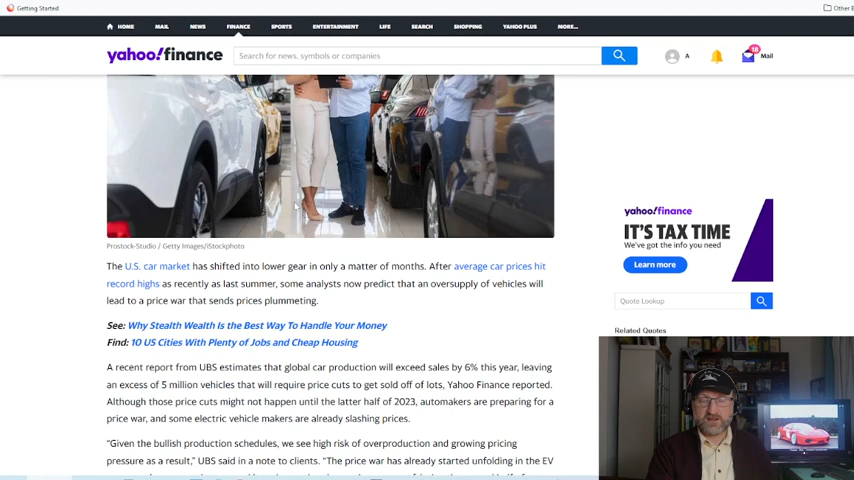 Getting Started
Other B
HOME MAIL NEWS FINANCE SPORTS ENTERTAINMENT LIFE SEARCH SHOPPING YAHOO PLUS MORE...
yahoo!finance
Search for news, symbols or companies
A
18
Mail
Prostock-Studio / Getty Images/iStockphoto
The U.S. car market has shifted into lower gear in only a matter of months. After average car prices hit
record highs as recently as last summer, some analysts now predict that an oversupply of vehicles will
lead to a price war that sends prices plummeting.
See: Why Stealth Wealth Is the Best Way To Handle Your Money
Find: 10 US Cities With Plenty of Jobs and Cheap Housing
A recent report from UBS estimates that global car production will exceed sales by 6% this year, leaving
an excess of 5 million vehicles that will require price cuts to get sold off of lots, Yahoo Finance reported.
Although those price cuts might not happen until the latter half of 2023, automakers are preparing for a
price war, and some electric vehicle makers are already slashing prices.
“Given the bullish production schedules, we see high risk of overproduction and growing pricing
pressure as a result,” UBS said in a note to clients. “The price war has already started unfolding in the EV
yahoo!finance
IT'S TAX TIME
We've got the info you need
Learn more
Quote Lookup
Related Quotes